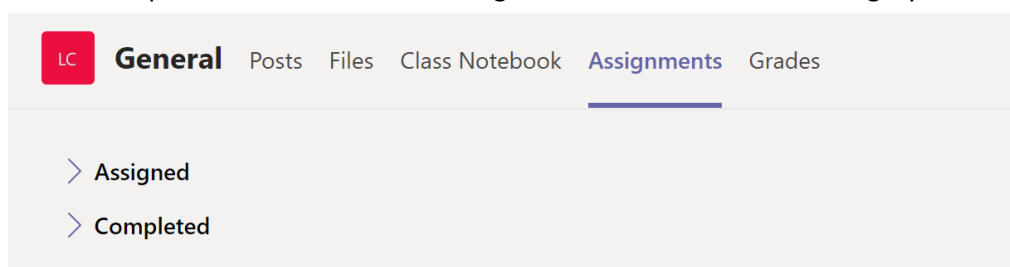 LC General Posts Files Class Notebook Assignments Grades
Assigned
Completed